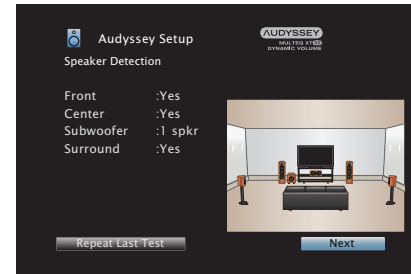 Audyssey Setup
AUDYSSEY
MULTEQ XT32
DYNAMIC VOLUME
Speaker Detection
Front :Yes
Center :Yes
Subwoofer :1 spkr
Surround :Yes
Repeat Last Test
Next